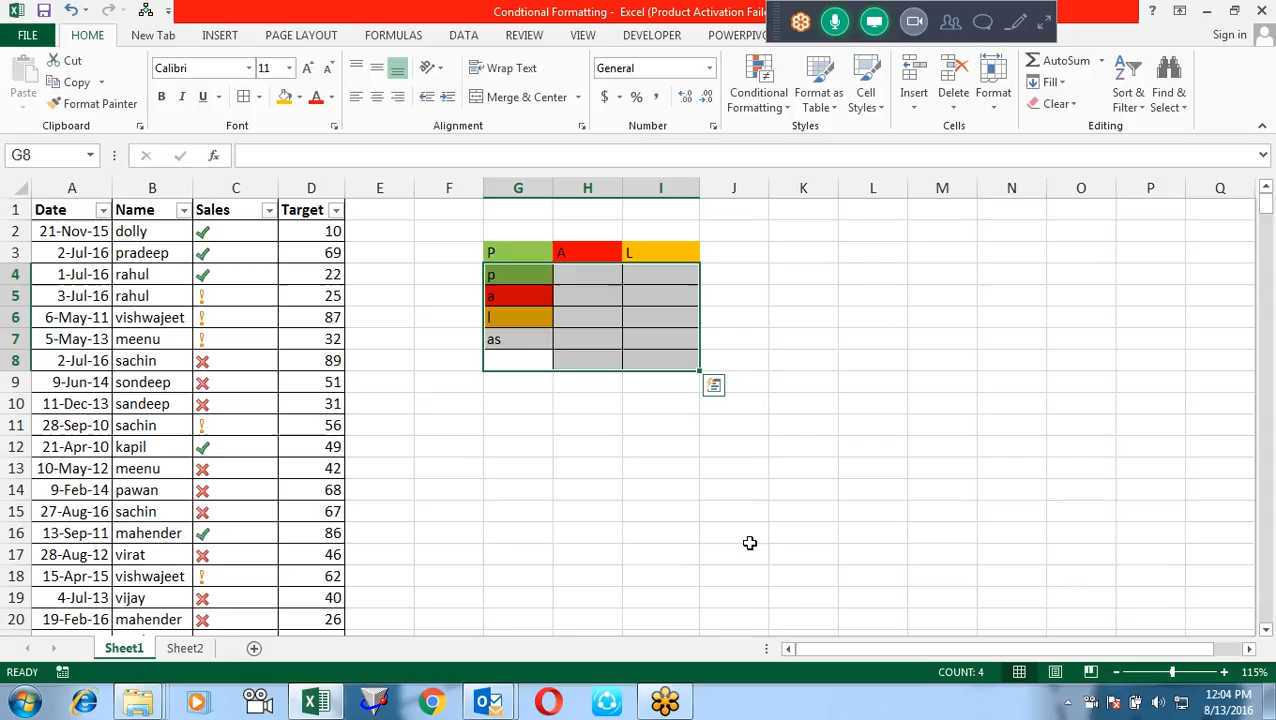 Condtional Formatting - Excel (Product Activation Faile
?
FILE HOME New Tab INSERT PAGE LAYOUT FORMULAS DATA REVIEW VIEW DEVELOPER POWERPIV Sign in
Paste Cut Copy Format Painter
Calibri 11 A A B I U A
Wrap Text Merge & Center
General $ % ,
Conditional Formatting Format as Table Cell Styles
Insert Delete Format
AutoSum Fill Clear Sort & Filter Find & Select
Clipboard Font Alignment Number Styles Cells Editing
G8 fx
A B C D E F G H I J K L M N O P Q
1 Date Name Sales Target
2 21-Nov-15 dolly 10
3 2-Jul-16 pradeep 69 P A L
4 1-Jul-16 rahul 22 p
5 3-Jul-16 rahul 25 a
6 6-May-11 vishwajeet 87 l
7 5-May-13 meenu 32 as
8 2-Jul-16 sachin 89
9 9-Jun-14 sondeep 51
10 11-Dec-13 sandeep 31
11 28-Sep-10 sachin 56
12 21-Apr-10 kapil 49
13 10-May-12 meenu 42
14 9-Feb-14 pawan 68
15 27-Aug-16 sachin 67
16 13-Sep-11 mahender 86
17 28-Aug-12 virat 46
18 15-Apr-15 vishwajeet 62
19 4-Jul-13 vijay 40
20 19-Feb-16 mahender 26
Sheet1 Sheet2
READY COUNT: 4 115%
12:04 PM
8/13/2016